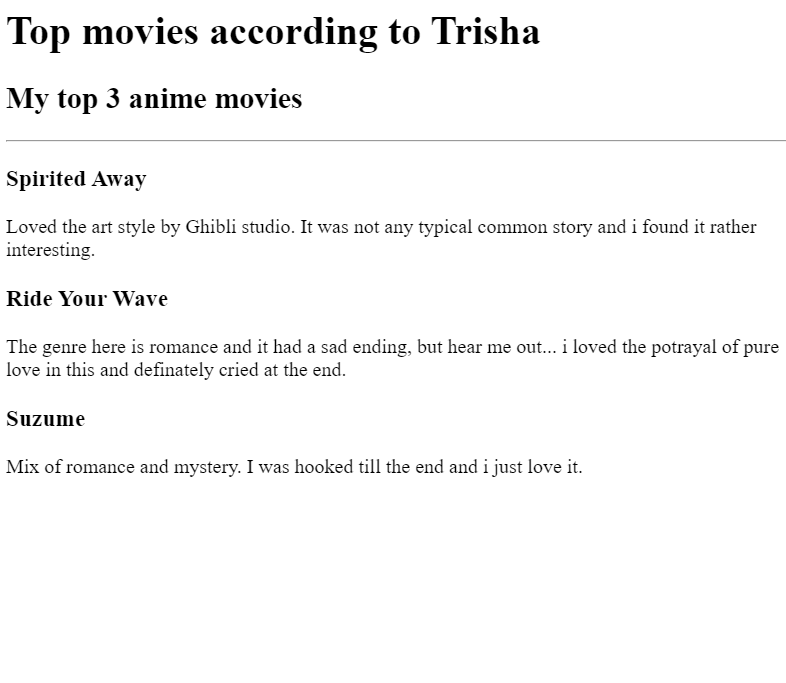 Top movies according to Trisha
My top 3 anime movies
Spirited Away
Loved the art style by Ghibli studio. It was not any typical common story and i found it rather
interesting.
Ride Your Wave
The genre here is romance and it had a sad ending, but hear me out... i loved the potrayal of pure
love in this and definately cried at the end.
Suzume
Mix of romance and mystery. I was hooked till the end and i just love it.